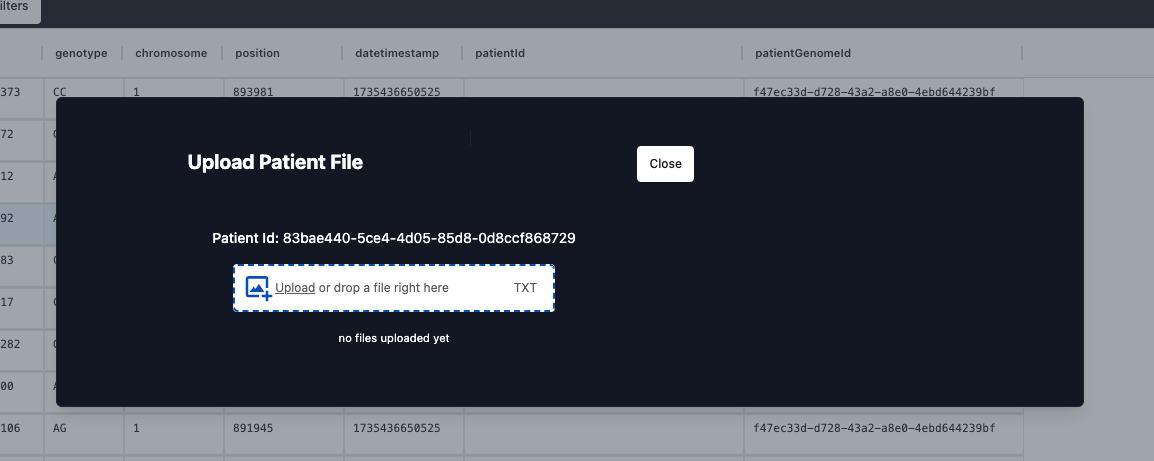 ilters
genotype chromosome position datetimestamp patientId patientGenomeId
373 CC 1 893981 1735436650525 f47ec33d-d728-43a2-a8e0-4ebd644239bf
72
12
92
83
17
282
00
Upload Patient File
Close
Patient Id: 83bae440-5ce4-4d05-85d8-0d8ccf868729
Upload or drop a file right here TXT
no files uploaded yet
106 AG 1 891945 1735436650525 f47ec33d-d728-43a2-a8e0-4ebd644239bf